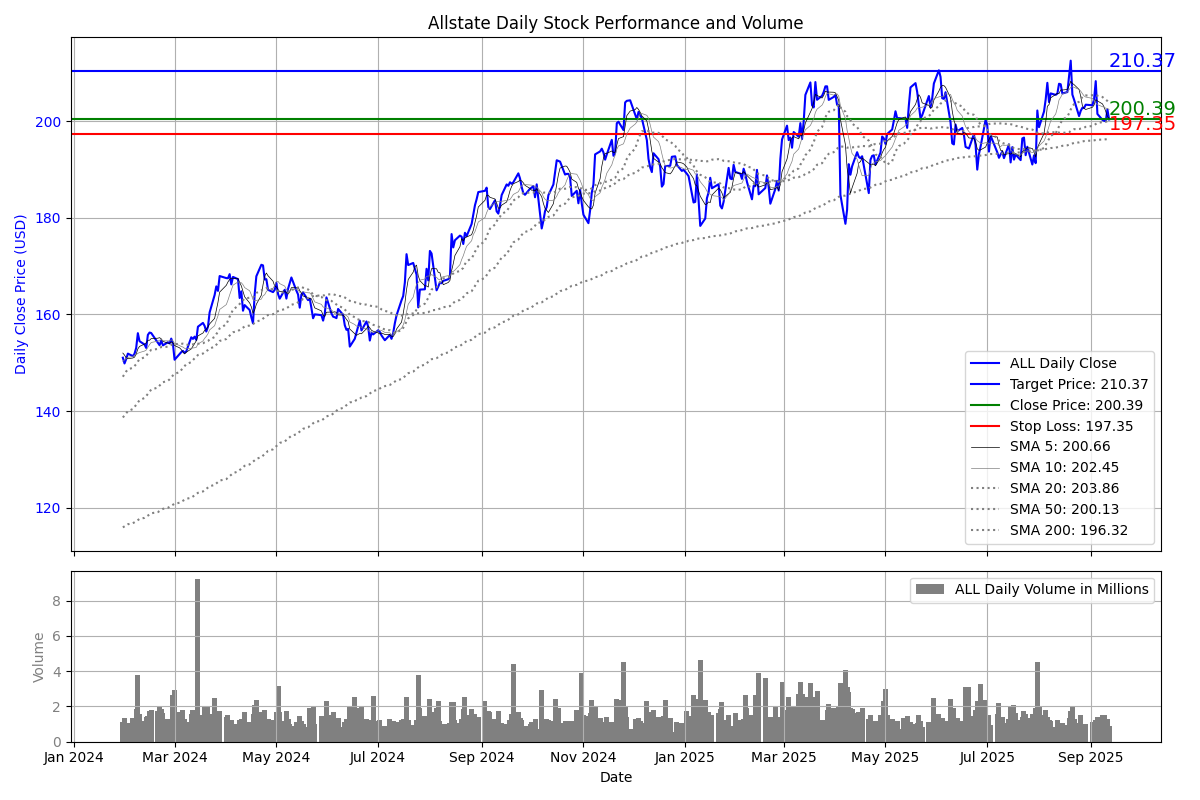 Allstate Daily Stock Performance and Volume
Daily Close Price (USD)
200
180
160
140
120
210.37
200.39
197.35
ALL Daily Close
Target Price: 210.37
Close Price: 200.39
Stop Loss: 197.35
SMA 5: 200.66
SMA 10: 202.45
SMA 20: 203.86
SMA 50: 200.13
SMA 200: 196.32
Volume
8
6
4
2
0
ALL Daily Volume in Millions
Jan 2024 Mar 2024 May 2024 Jul 2024 Sep 2024 Nov 2024 Jan 2025 Mar 2025 May 2025 Jul 2025 Sep 2025
Date